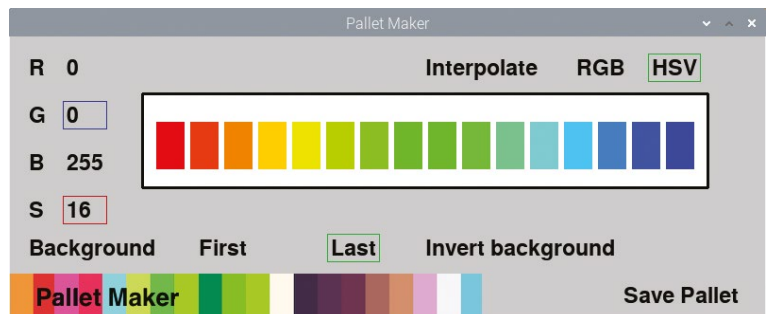 Pallet Maker
R 0 Interpolate RGB HSV
G 0
B 255
S 16
Background First Last Invert background
Pallet Maker Save Pallet